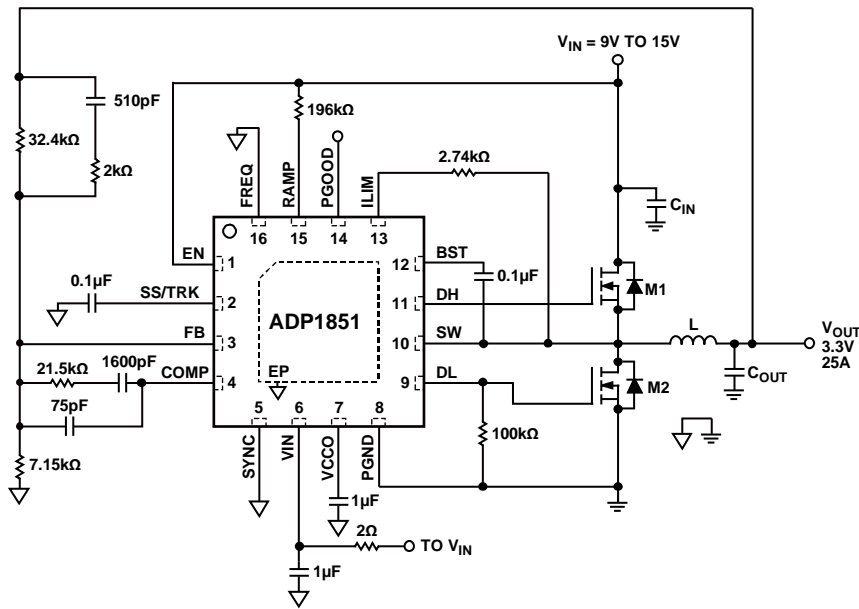 V_IN = 9V TO 15V
510pF
32.4kΩ
2kΩ
196kΩ
2.74kΩ
FREQ
RAMP
PGOOD
ILIM
C_IN
16
15
14
13
EN
1
12
BST
0.1µF
M1
0.1µF
SS/TRK
2
11
DH
ADP1851
FB
3
10
SW
L
V_OUT
3.3V
25A
21.5kΩ
1600pF
COMP
4
EP
9
DL
M2
C_OUT
75pF
5
6
7
8
7.15kΩ
SYNC
VIN
VCCO
PGND
100kΩ
1µF
2Ω
TO V_IN
1µF